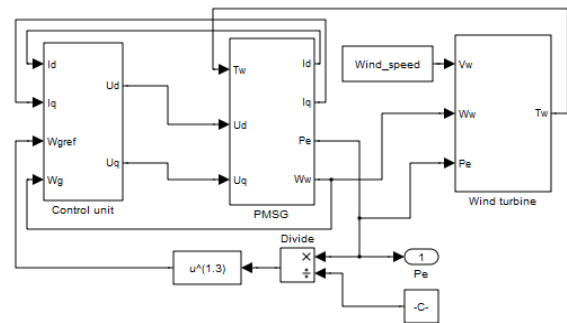 Id
Iq
Wgref
Wg
Ud
Uq
Control unit
Tw
Ud
Uq
Id
Iq
Pe
Ww
PMSG
Wind_speed
Vw
Ww
Pe
Tw
Wind turbine
Divide
×
÷
u^(1.3)
1
Pe
-C-